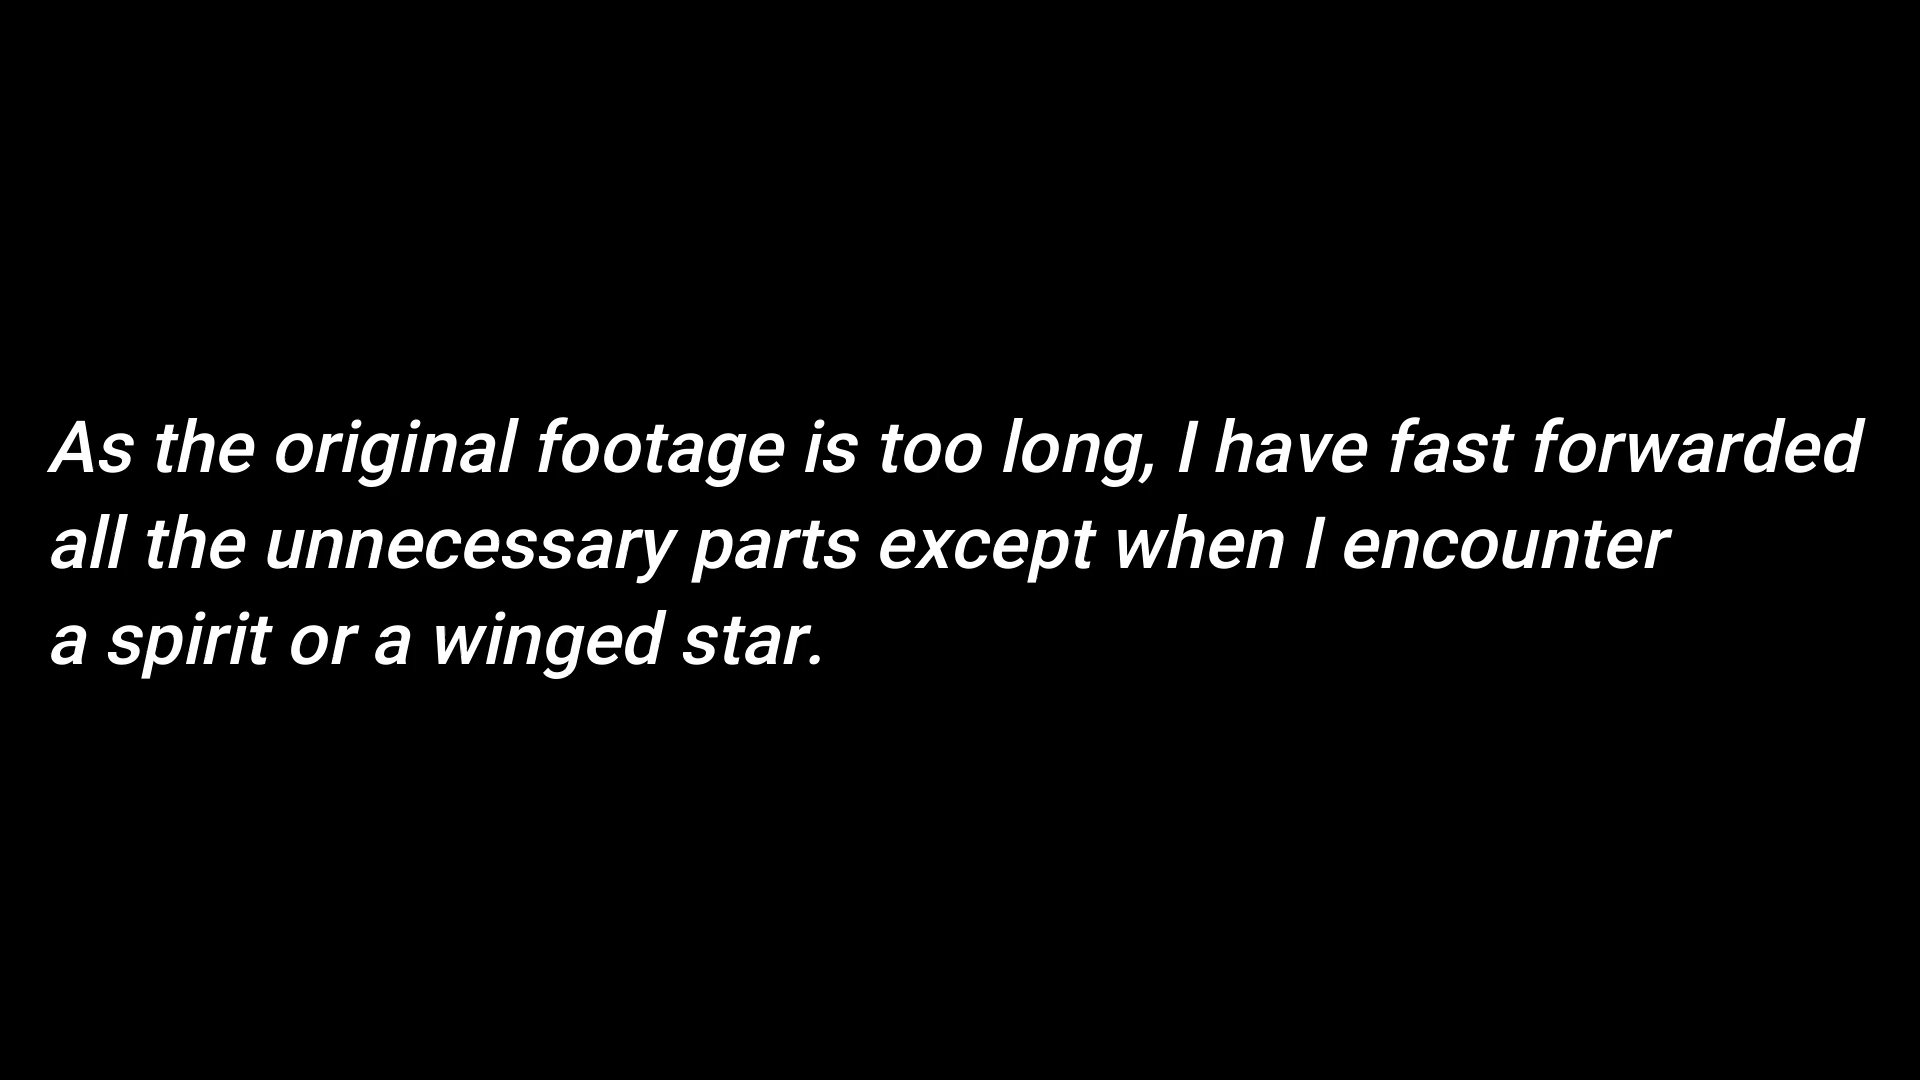 As the original footage is too long, I have fast forwarded
all the unnecessary parts except when I encounter
a spirit or a winged star.